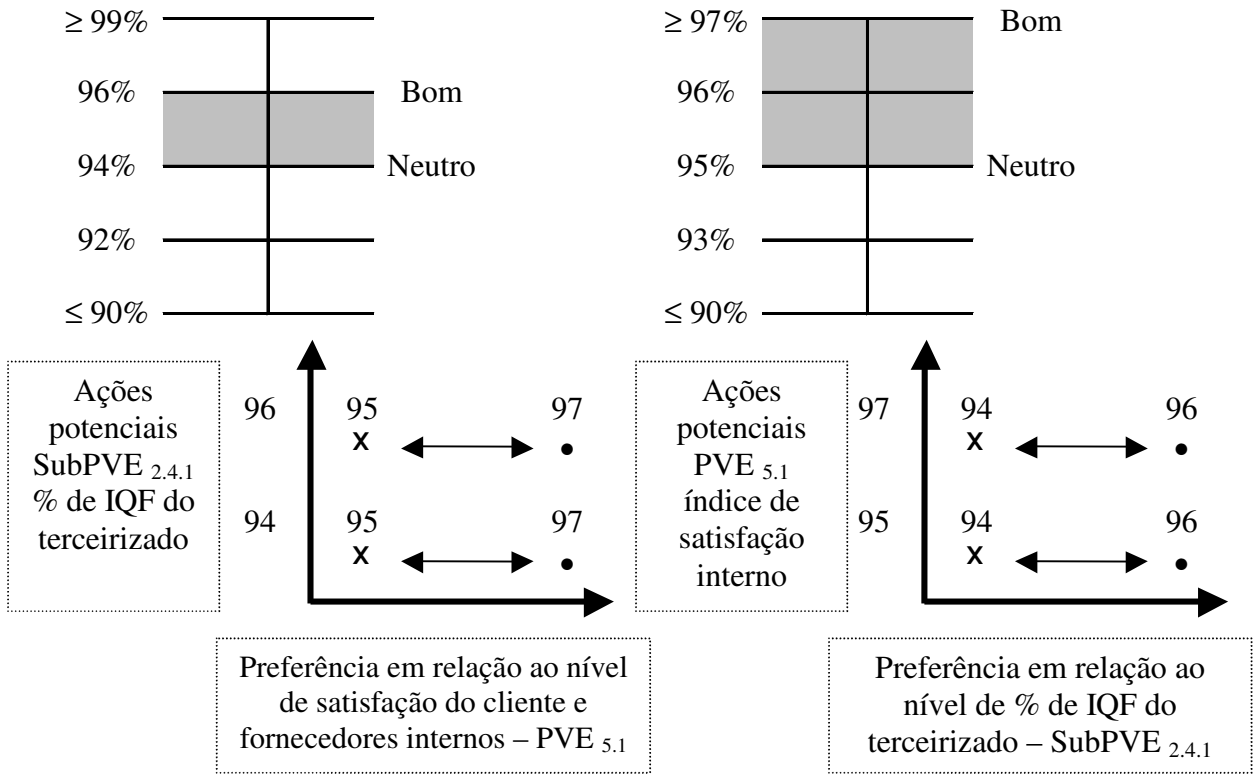 ≥ 99%
96%
Bom
94%
Neutro
92%
≤ 90%
≥ 97%
Bom
96%
95%
Neutro
93%
≤ 90%
Ações
potenciais
SubPVE 2.4.1
% de IQF do
terceirizado
96 95 97
x
94 95 97
x
Preferência em relação ao nível
de satisfação do cliente e
fornecedores internos – PVE 5.1
Ações
potenciais
PVE 5.1
índice de
satisfação
interno
97 94 96
x
95 94 96
x
Preferência em relação ao
nível de % de IQF do
terceirizado – SubPVE 2.4.1